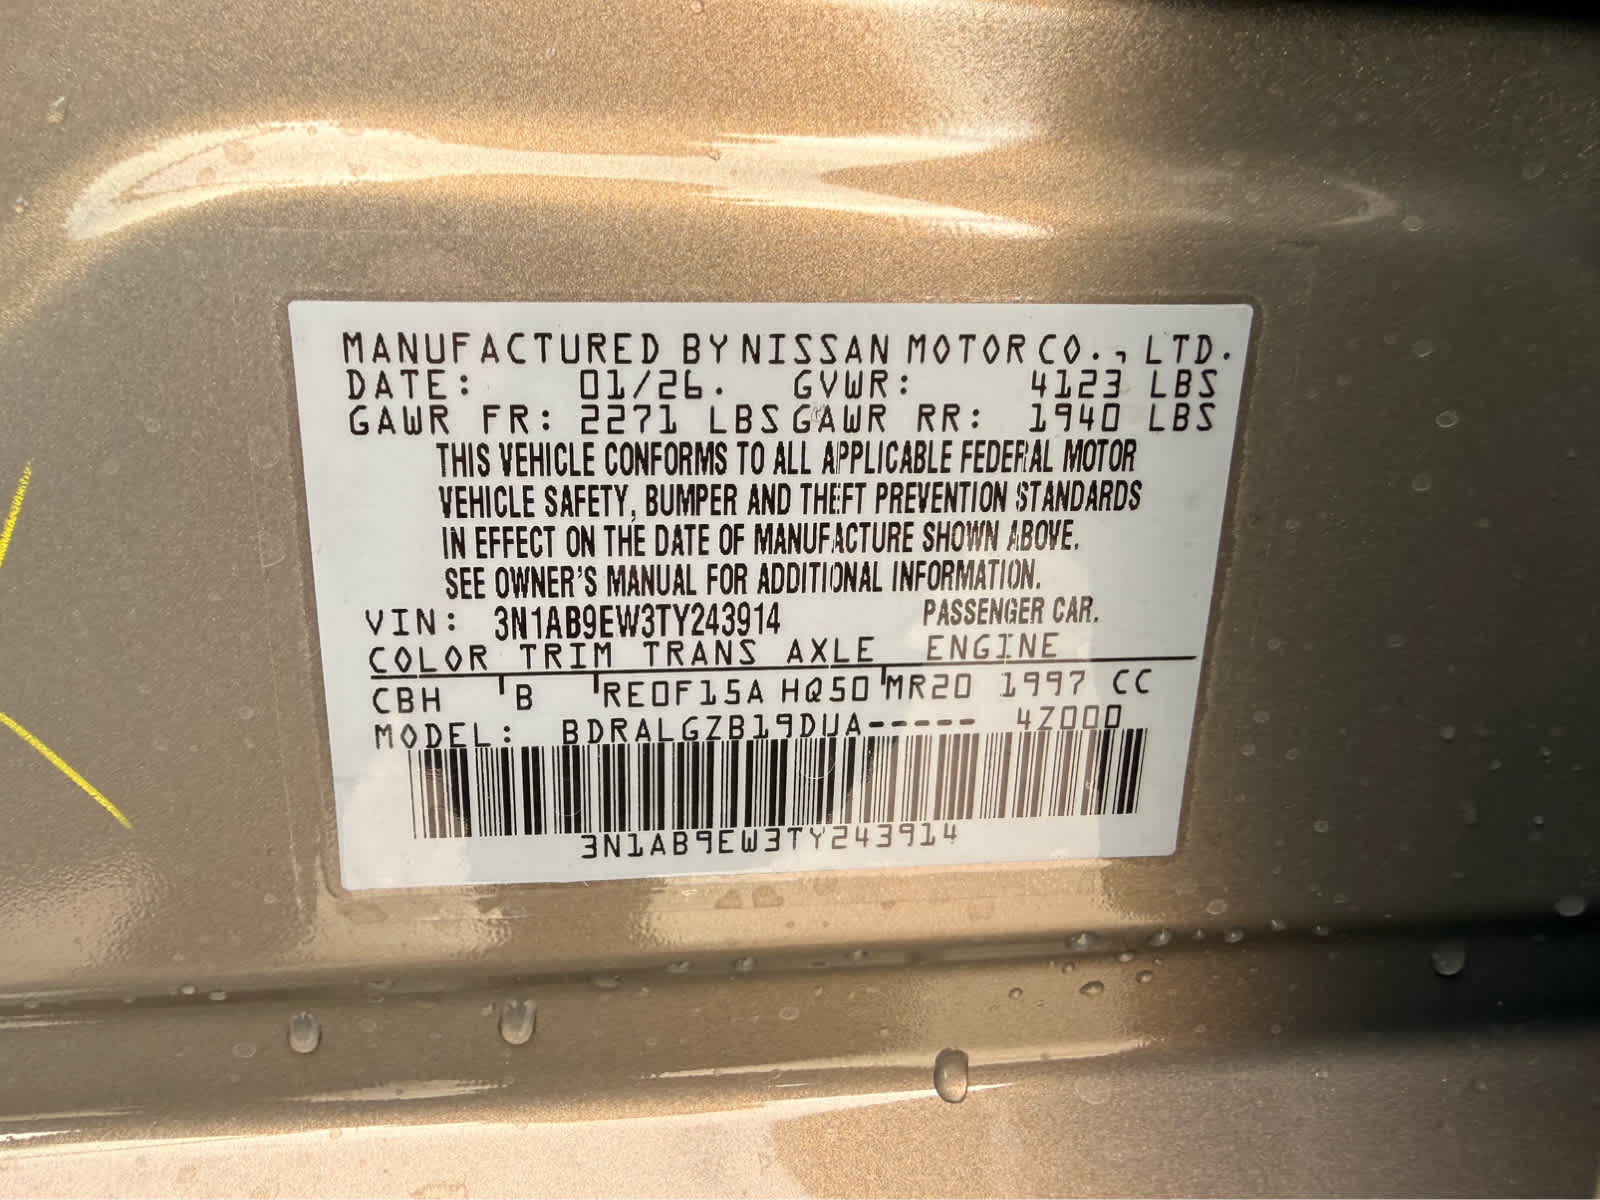 MANUFACTURED BY NISSAN MOTOR CO., LTD.
DATE: 01/26. GVWR: 4123 LBS
GAWR FR: 2271 LBS GAWR RR: 1940 LBS
THIS VEHICLE CONFORMS TO ALL APPLICABLE FEDERAL MOTOR
VEHICLE SAFETY, BUMPER AND THEFT PREVENTION STANDARDS
IN EFFECT ON THE DATE OF MANUFACTURE SHOWN ABOVE.
SEE OWNER'S MANUAL FOR ADDITIONAL INFORMATION.
VIN: 3N1AB9EW3TY243914 PASSENGER CAR.
COLOR TRIM TRANS AXLE ENGINE
CBH B RE0F15A HQ50 MR20 1997 CC
MODEL: BDRALGZB19DUA----- 4Z000
3N1AB9EW3TY243914